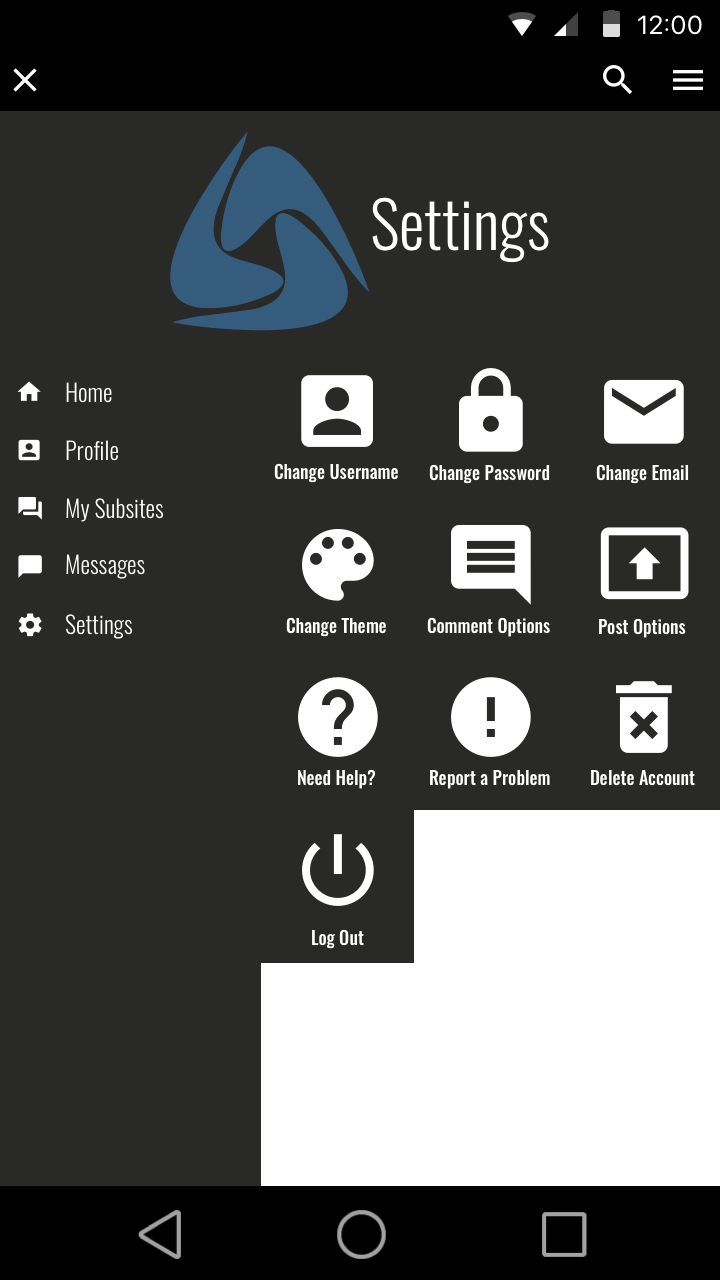 12:00
Settings
Home
Profile
My Subsites
Messages
Settings
Change Username
Change Password
Change Email
Change Theme
Comment Options
Post Options
Need Help?
Report a Problem
Delete Account
Log Out